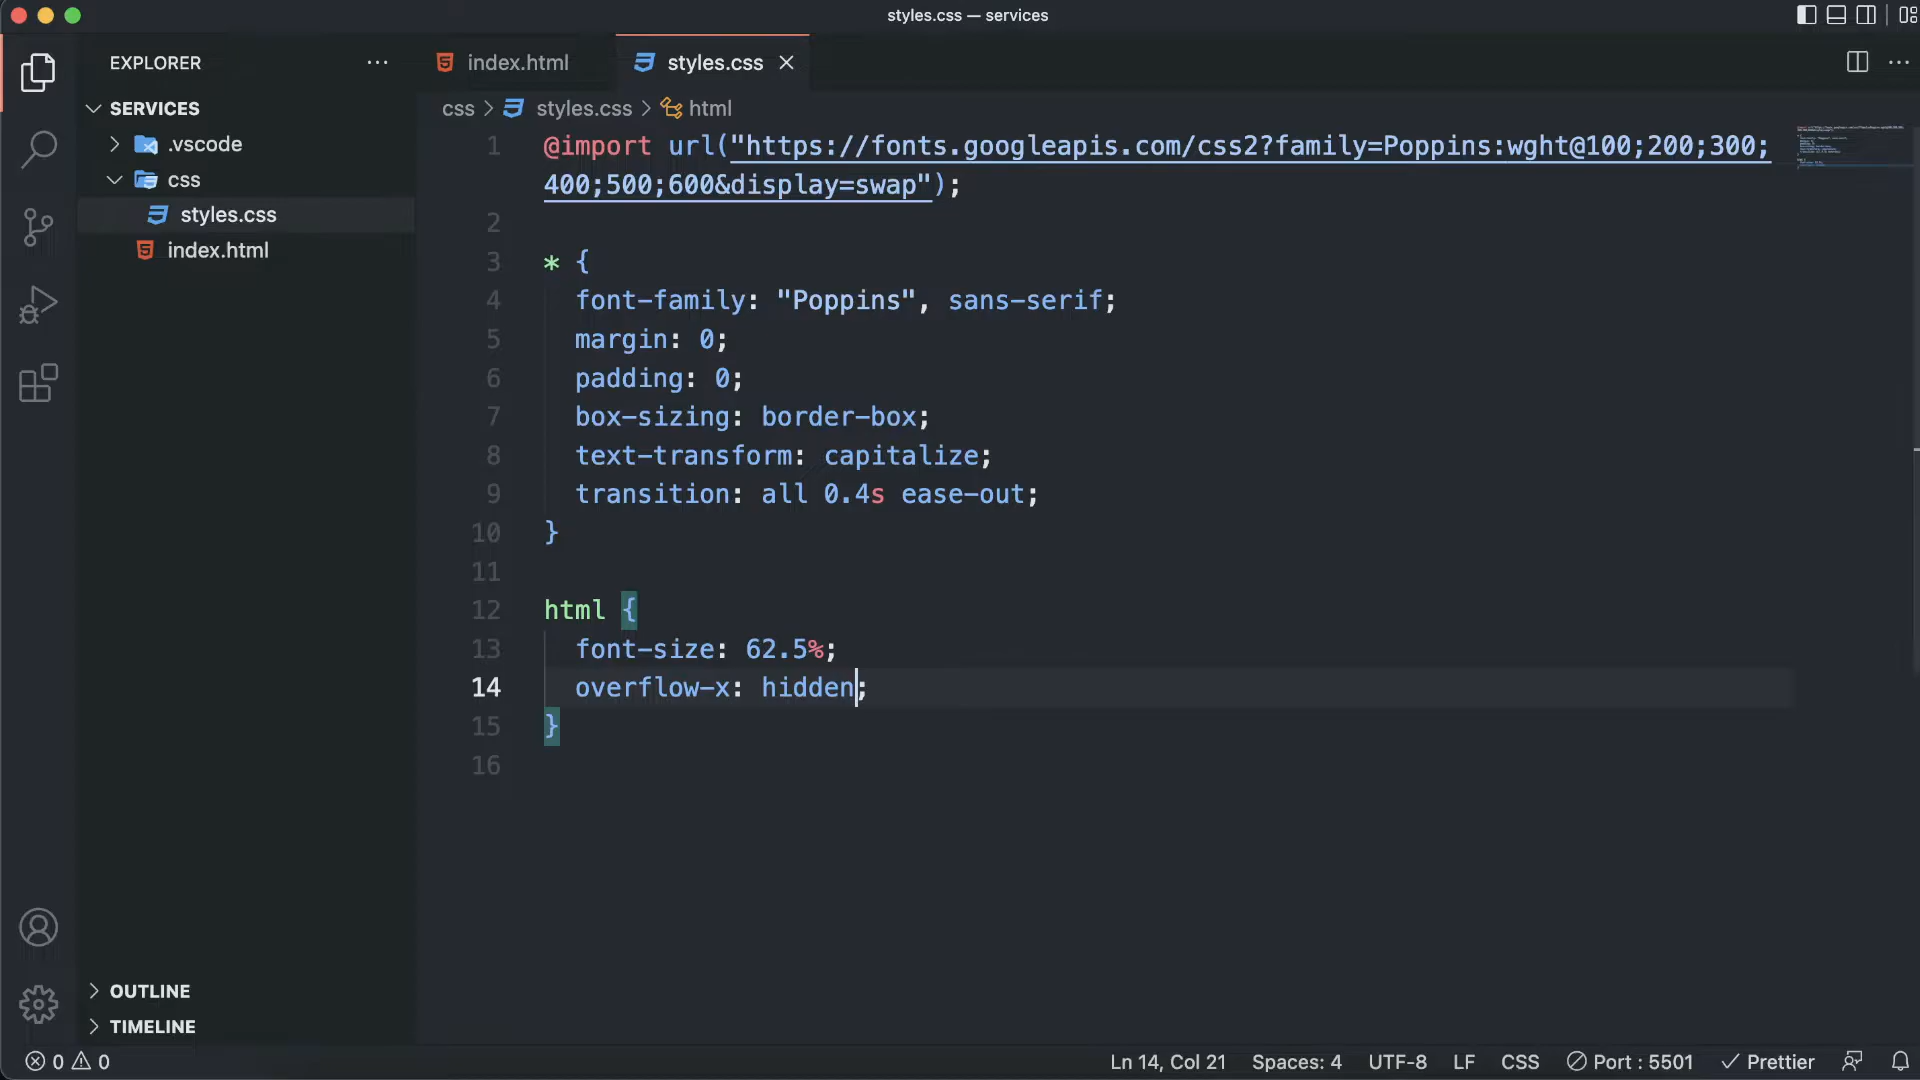 styles.css — services
EXPLORER
index.html
styles.css
SERVICES
.vscode
css
styles.css
index.html
css > styles.css > html
1 @import url("https://fonts.googleapis.com/css2?family=Poppins:wght@100;200;300;
400;500;600&display=swap");
2
3 * {
4 font-family: "Poppins", sans-serif;
5 margin: 0;
6 padding: 0;
7 box-sizing: border-box;
8 text-transform: capitalize;
9 transition: all 0.4s ease-out;
10 }
11
12 html {
13 font-size: 62.5%;
14 overflow-x: hidden;
15 }
16
OUTLINE
TIMELINE
0 0 Ln 14, Col 21 Spaces: 4 UTF-8 LF CSS Port : 5501 Prettier